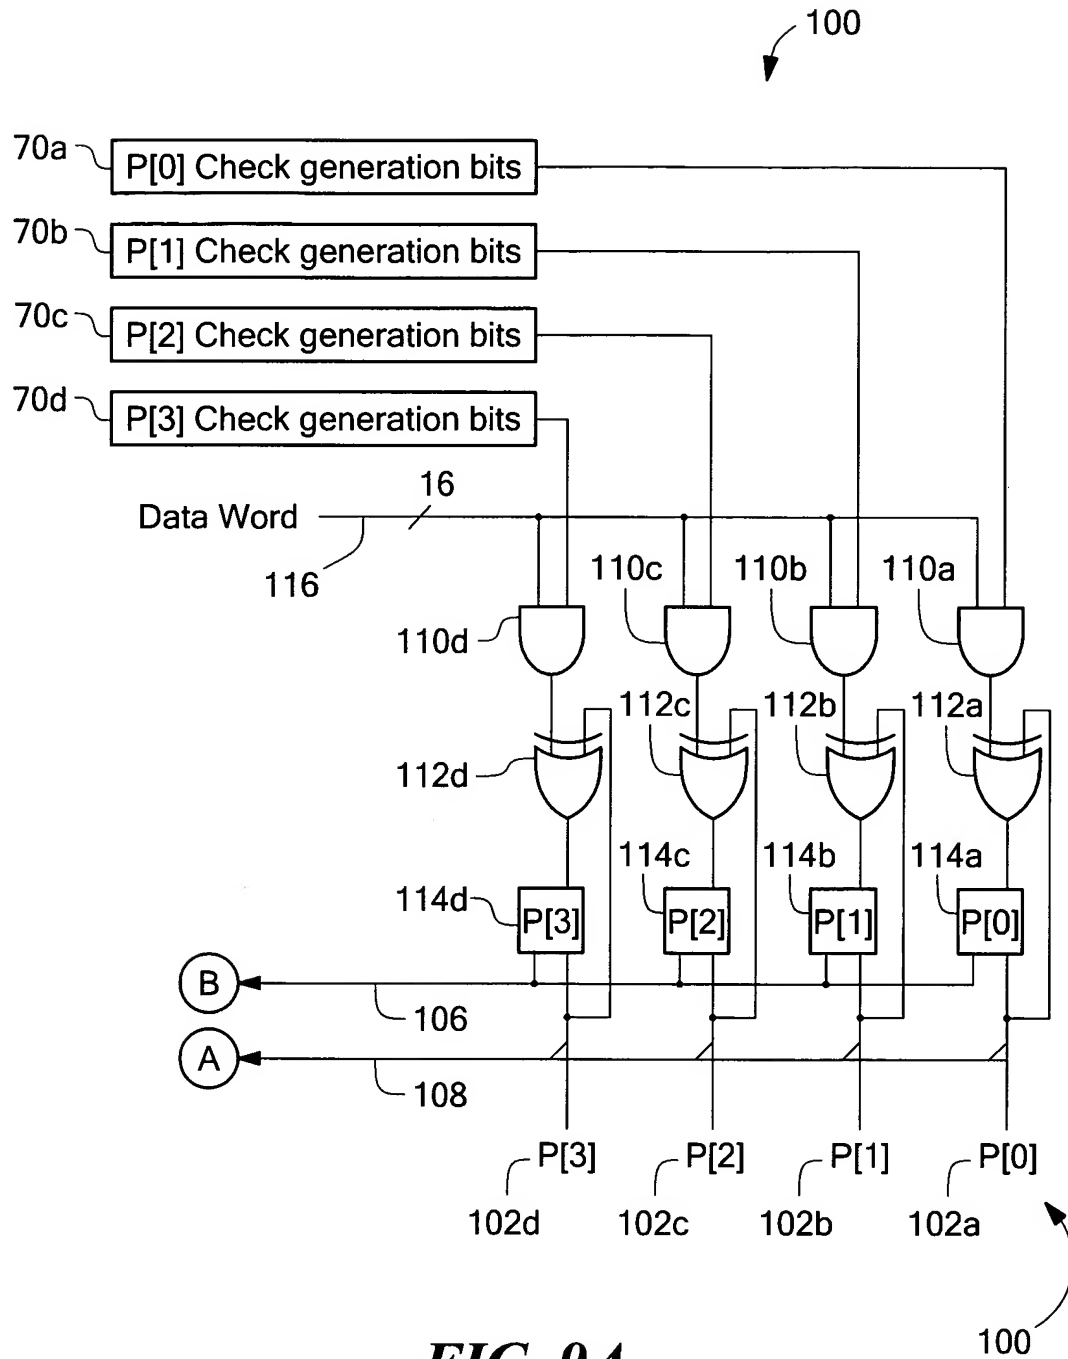 100
70a
P[0] Check generation bits
70b
P[1] Check generation bits
70c
P[2] Check generation bits
70d
P[3] Check generation bits
16
Data Word
116
110c
110b
110a
110d
112c
112b
112a
112d
114c
114b
114a
114d
P[3]
P[2]
P[1]
P[0]
B
106
A
108
P[3]
P[2]
P[1]
P[0]
102d
102c
102b
102a
100
FIG. 9A